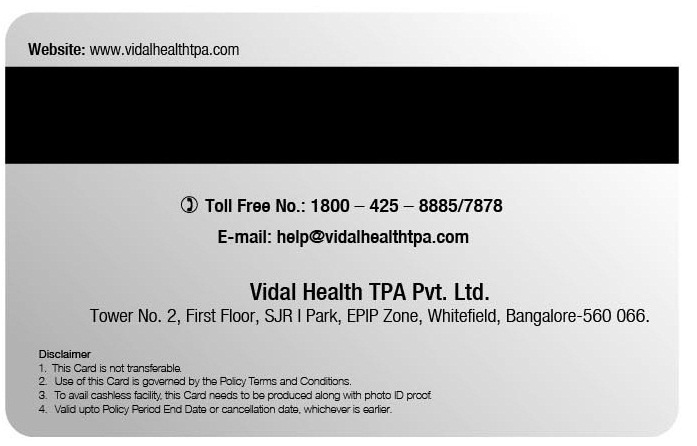 Website: www.vidalhealthtpa.com
✆ Toll Free No.: 1800 – 425 – 8885/7878
E-mail: help@vidalhealthtpa.com
Vidal Health TPA Pvt. Ltd.
Tower No. 2, First Floor, SJR I Park, EPIP Zone, Whitefield, Bangalore-560 066.
Disclaimer
1. This Card is not transferable.
2. Use of this Card is governed by the Policy Terms and Conditions.
3. To avail cashless facility, this Card needs to be produced along with photo ID proof.
4. Valid upto Policy Period End Date or cancellation date, whichever is earlier.